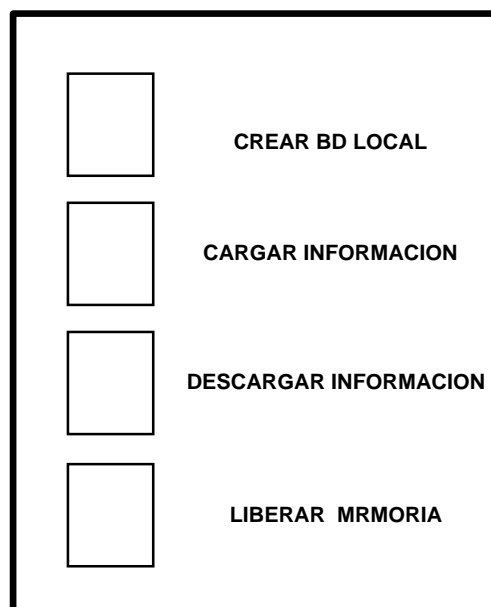 CREAR BD LOCAL
CARGAR INFORMACION
DESCARGAR INFORMACION
LIBERAR  MRMORIA